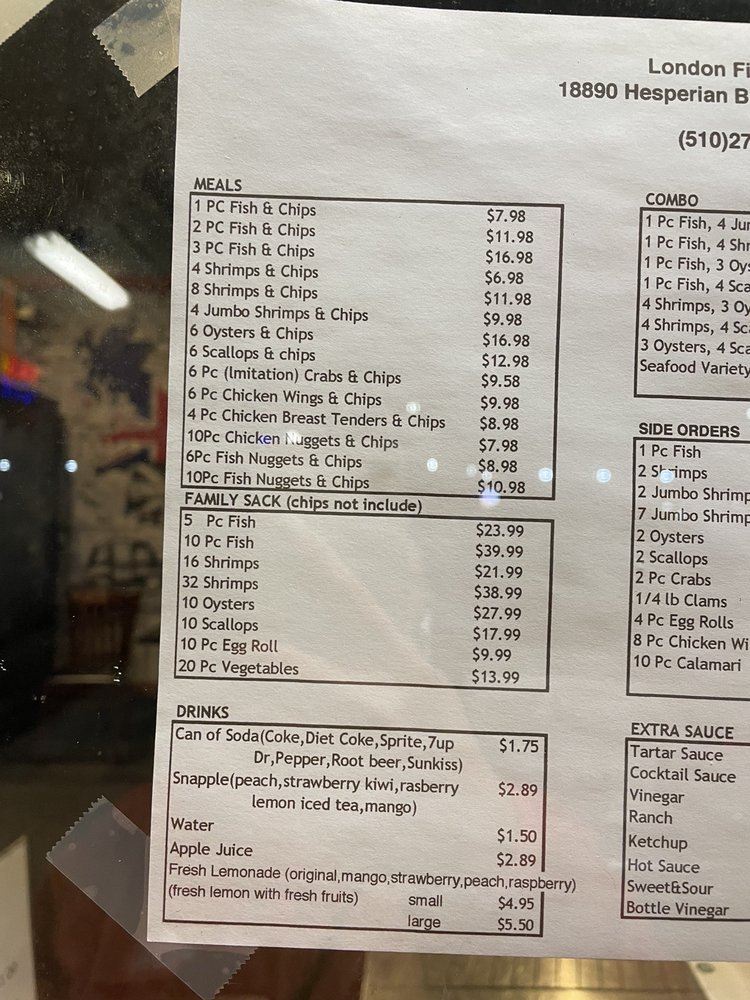 London Fi
18890 Hesperian B
(510)27
MEALS
1 PC Fish & Chips $7.98
2 PC Fish & Chips $11.98
3 PC Fish & Chips $16.98
4 Shrimps & Chips $6.98
8 Shrimps & Chips $11.98
4 Jumbo Shrimps & Chips $9.98
6 Oysters & Chips $16.98
6 Scallops & chips $12.98
6 Pc (Imitation) Crabs & Chips $9.58
6 Pc Chicken Wings & Chips $9.98
4 Pc Chicken Breast Tenders & Chips $8.98
10Pc Chicken Nuggets & Chips $7.98
6Pc Fish Nuggets & Chips $8.98
10Pc Fish Nuggets & Chips $10.98
FAMILY SACK (chips not include)
5 Pc Fish $23.99
10 Pc Fish $39.99
16 Shrimps $21.99
32 Shrimps $38.99
10 Oysters $27.99
10 Scallops $17.99
10 Pc Egg Roll $9.99
20 Pc Vegetables $13.99
DRINKS
Can of Soda(Coke,Diet Coke,Sprite,7up $1.75
Dr,Pepper,Root beer,Sunkiss)
Snapple(peach,strawberry kiwi,rasberry $2.89
lemon iced tea,mango)
Water $1.50
Apple Juice $2.89
Fresh Lemonade (original,mango,strawberry,peach,raspberry)
(fresh lemon with fresh fruits) small $4.95
large $5.50
COMBO
1 Pc Fish, 4 Jum
1 Pc Fish, 4 Shr
1 Pc Fish, 3 Oys
1 Pc Fish, 4 Sca
4 Shrimps, 3 Oy
4 Shrimps, 4 Sc
3 Oysters, 4 Sca
Seafood Variety
SIDE ORDERS
1 Pc Fish
2 Shrimps
2 Jumbo Shrimp
7 Jumbo Shrimp
2 Oysters
2 Scallops
2 Pc Crabs
1/4 lb Clams
4 Pc Egg Rolls
8 Pc Chicken Wi
10 Pc Calamari
EXTRA SAUCE
Tartar Sauce
Cocktail Sauce
Vinegar
Ranch
Ketchup
Hot Sauce
Sweet&Sour
Bottle Vinegar